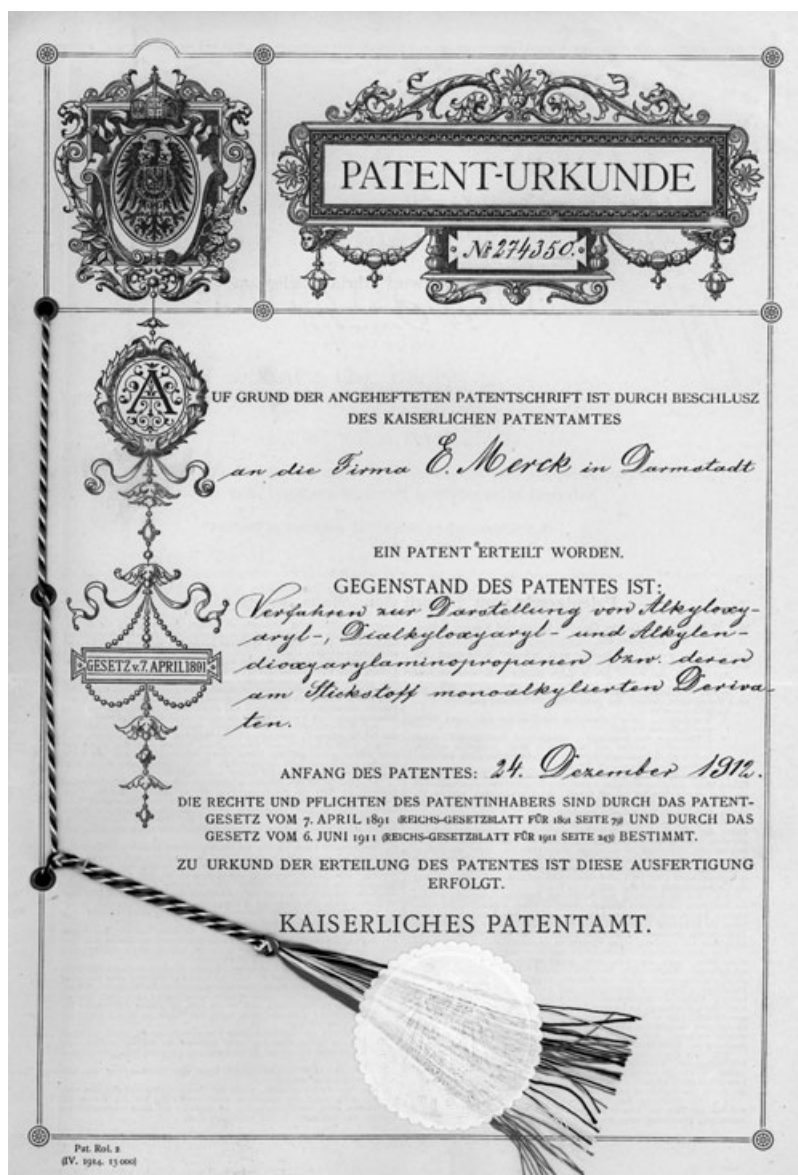 PATENT-URKUNDE
No 274350.
AUF GRUND DER ANGEHEFTETEN PATENTSCHRIFT IST DURCH BESCHLUSZ
DES KAISERLICHEN PATENTAMTES
an die Firma E. Merck in Darmstadt
EIN PATENT ERTEILT WORDEN.
GEGENSTAND DES PATENTES IST:
Verfahren zur Darstellung von Alkyloxy-
aryl-, Dialkyloxyaryl- und Alkylen-
dioxyarylaminopropanen bzw. deren
am Stickstoff monoalkylierten Deriva-
ten.
GESETZ v. 7. APRIL 1891
ANFANG DES PATENTES: 24. Dezember 1912.
DIE RECHTE UND PFLICHTEN DES PATENTINHABERS SIND DURCH DAS PATENT-
GESETZ VOM 7. APRIL 1891 (REICHS-GESETZBLATT FÜR 1891 SEITE 79) UND DURCH DAS
GESETZ VOM 6. JUNI 1911 (REICHS-GESETZBLATT FÜR 1911 SEITE 243) BESTIMMT.
ZU URKUND DER ERTEILUNG DES PATENTES IST DIESE AUSFERTIGUNG
ERFOLGT.
KAISERLICHES PATENTAMT.
Pat. Rol. 2
(IV. 1914. 13 000)